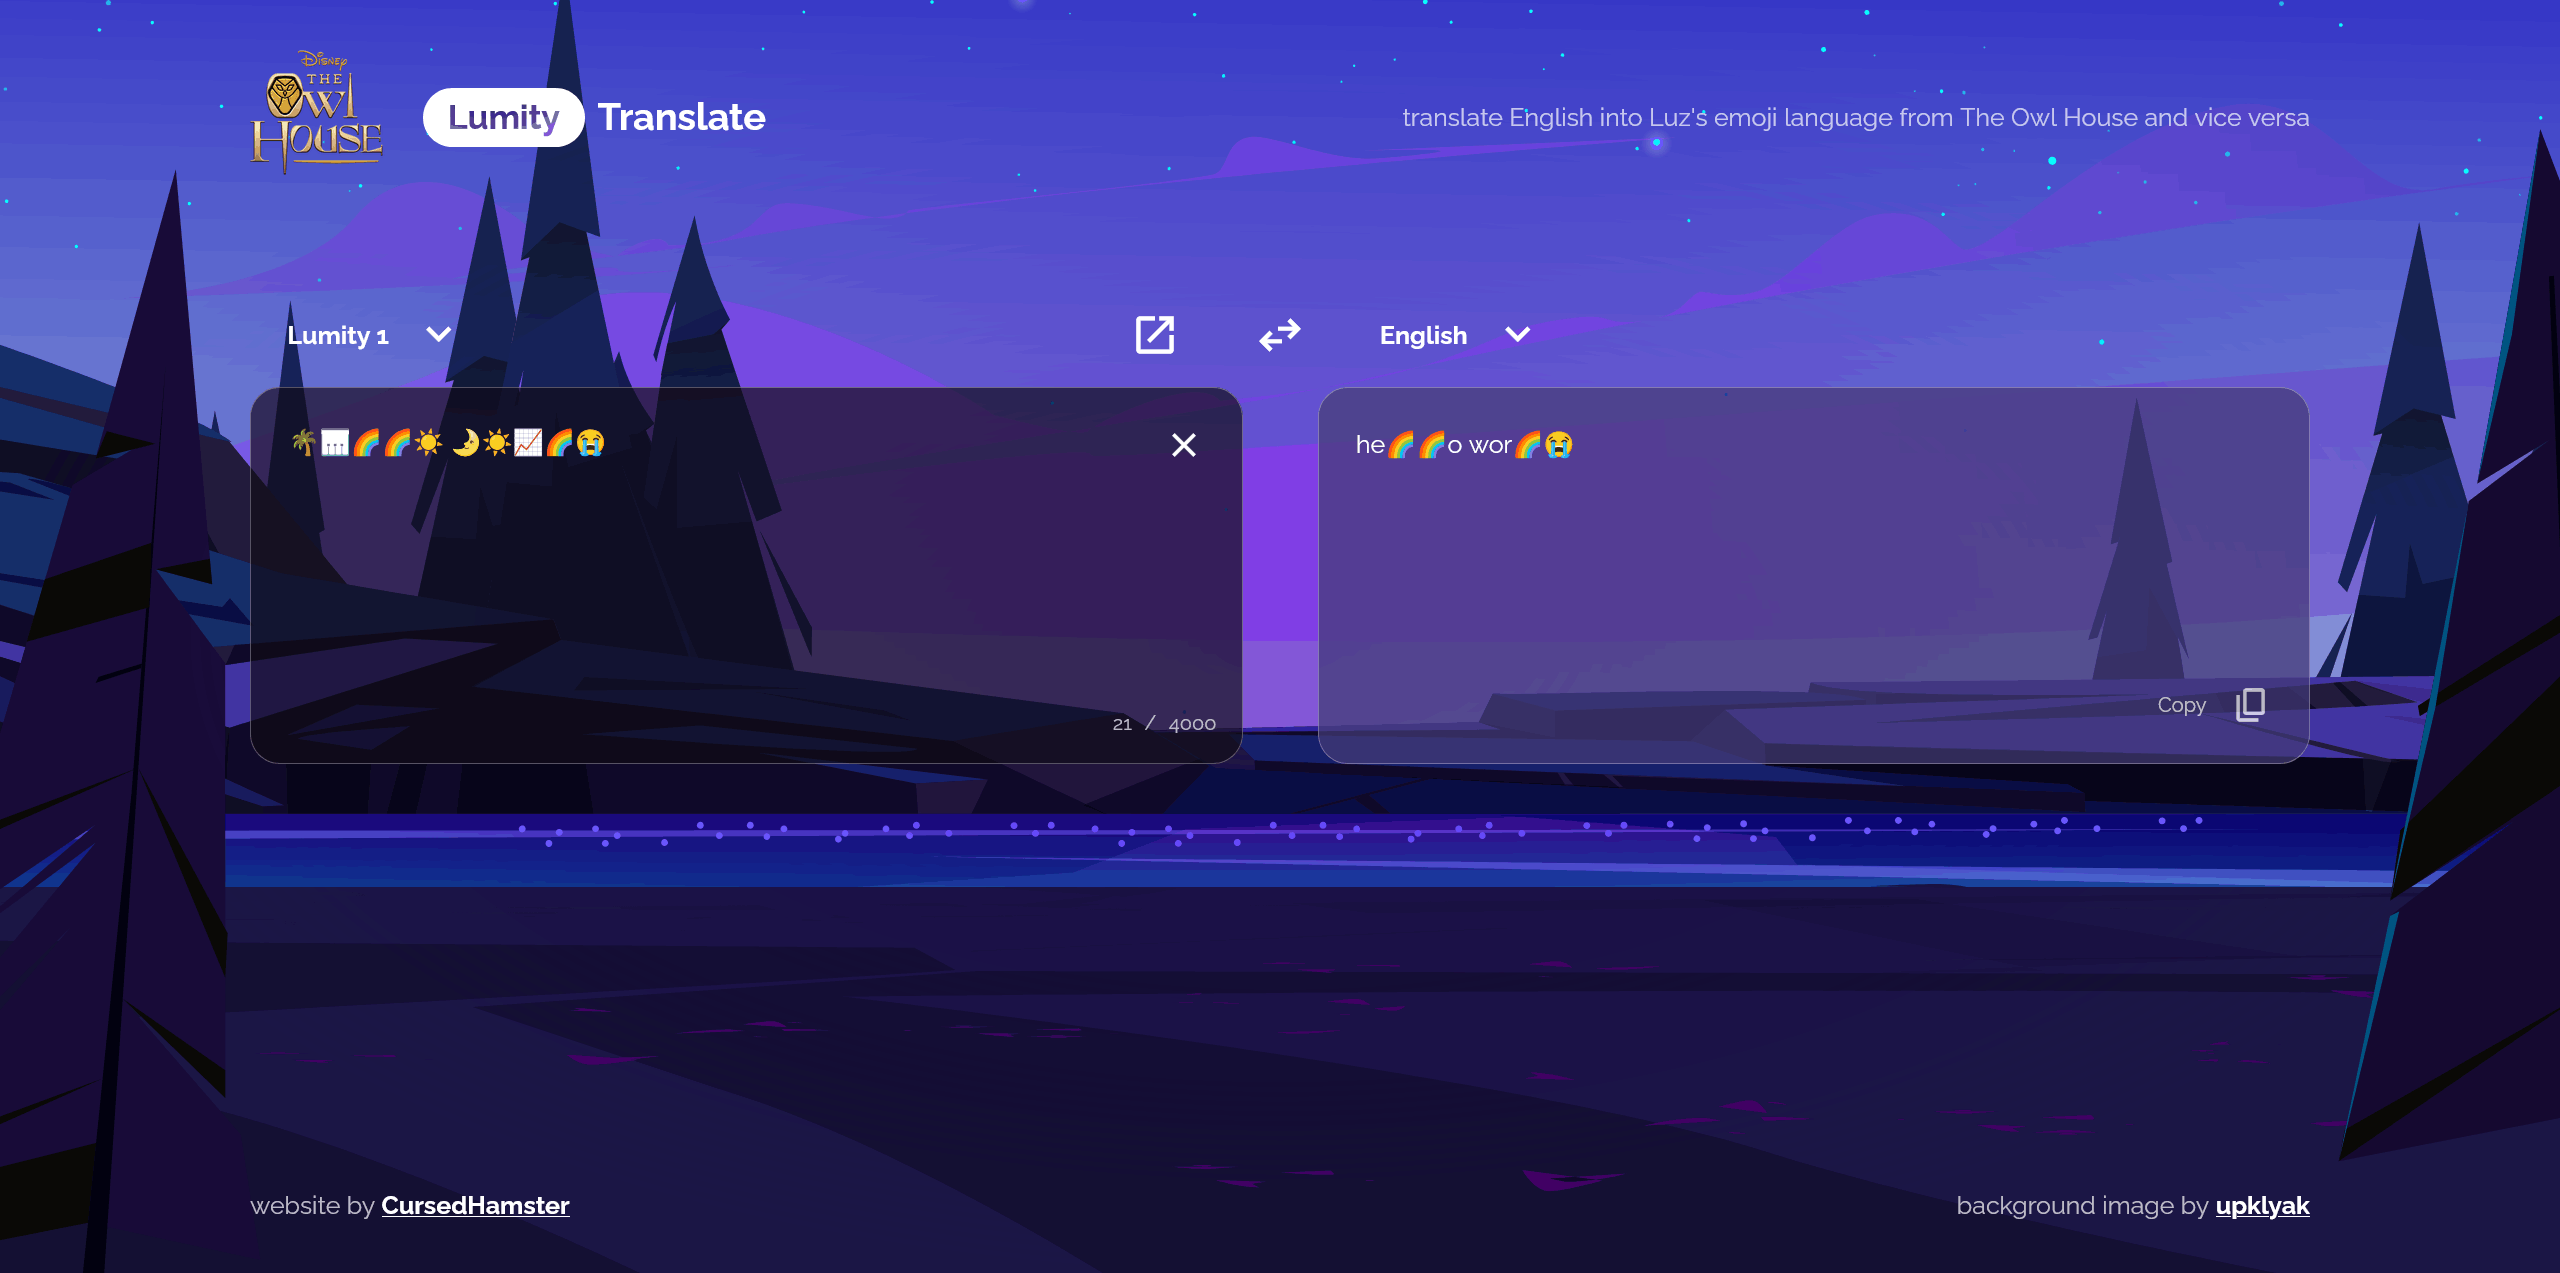 DISNEY
THE
OWL
HOUSE
Lumity Translate
translate English into Luz's emoji language from The Owl House and vice versa
Lumity 1
English
🌴🎹🌈🌈☀️ 🌛☀️📈🌈😭
he🌈🌈o wor🌈😭
21 / 4000
Copy
website by CursedHamster
background image by upklyak